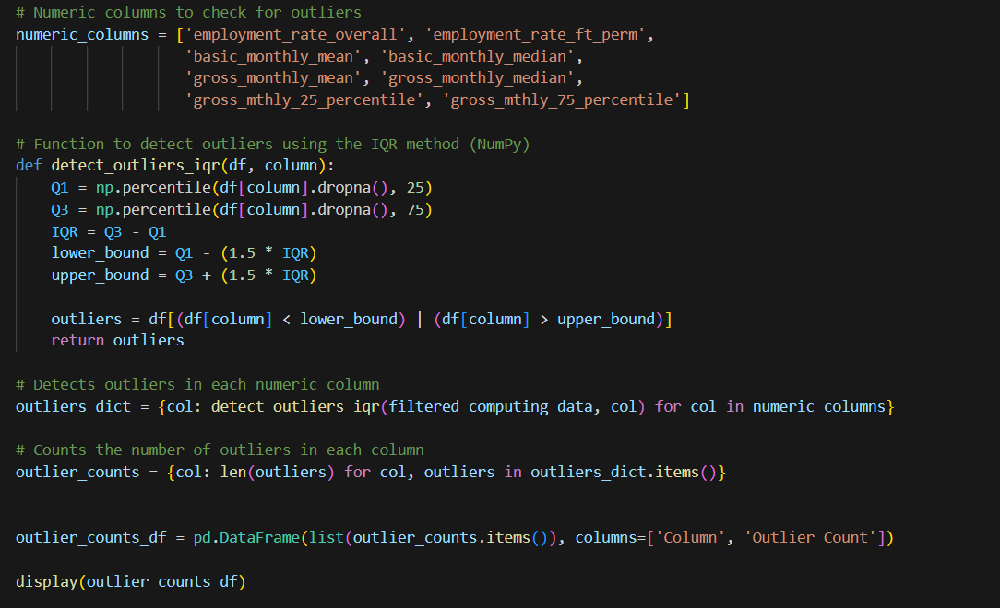 # Numeric columns to check for outliers
numeric_columns = ['employment_rate_overall', 'employment_rate_ft_perm',
                   'basic_monthly_mean', 'basic_monthly_median',
                   'gross_monthly_mean', 'gross_monthly_median',
                   'gross_mthly_25_percentile', 'gross_mthly_75_percentile']

# Function to detect outliers using the IQR method (NumPy)
def detect_outliers_iqr(df, column):
    Q1 = np.percentile(df[column].dropna(), 25)
    Q3 = np.percentile(df[column].dropna(), 75)
    IQR = Q3 - Q1
    lower_bound = Q1 - (1.5 * IQR)
    upper_bound = Q3 + (1.5 * IQR)

    outliers = df[(df[column] < lower_bound) | (df[column] > upper_bound)]
    return outliers

# Detects outliers in each numeric column
outliers_dict = {col: detect_outliers_iqr(filtered_computing_data, col) for col in numeric_columns}

# Counts the number of outliers in each column
outlier_counts = {col: len(outliers) for col, outliers in outliers_dict.items()}


outlier_counts_df = pd.DataFrame(list(outlier_counts.items()), columns=['Column', 'Outlier Count'])

display(outlier_counts_df)